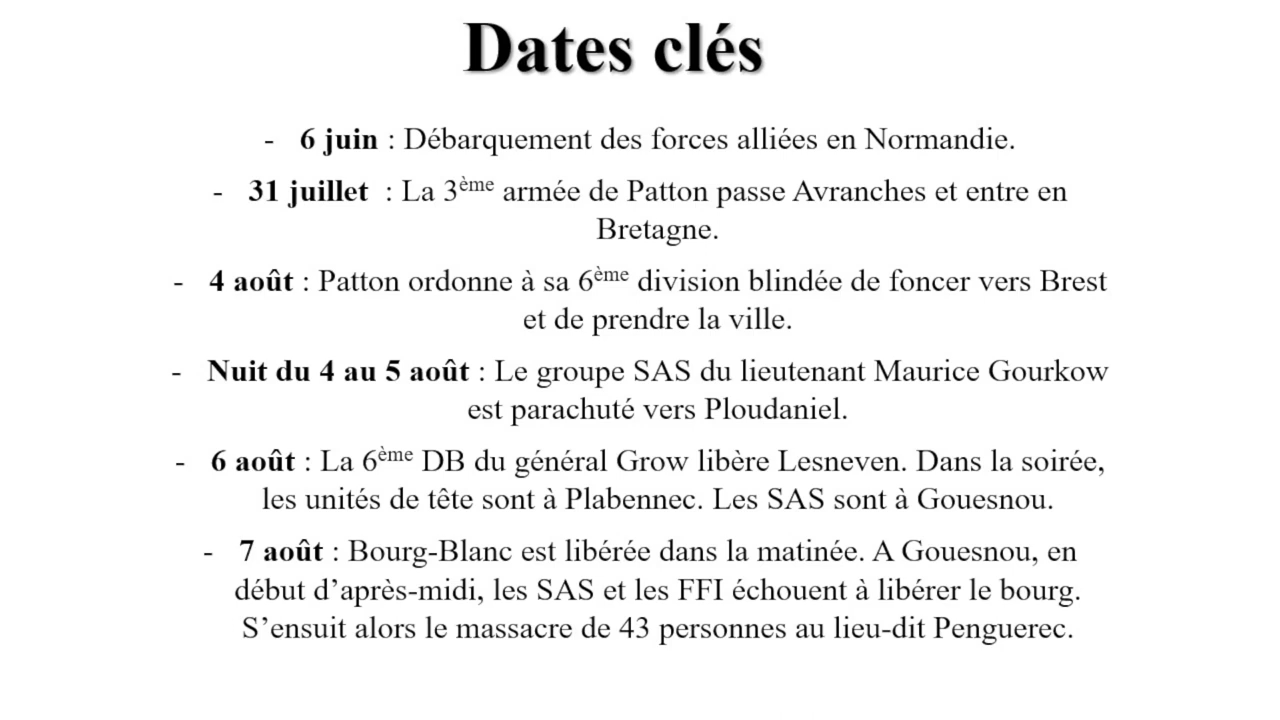 Dates clés
- 6 juin : Débarquement des forces alliées en Normandie.
- 31 juillet : La 3ème armée de Patton passe Avranches et entre en
Bretagne.
- 4 août : Patton ordonne à sa 6ème division blindée de foncer vers Brest
et de prendre la ville.
- Nuit du 4 au 5 août : Le groupe SAS du lieutenant Maurice Gourkow
est parachuté vers Ploudaniel.
- 6 août : La 6ème DB du général Grow libère Lesneven. Dans la soirée,
les unités de tête sont à Plabennec. Les SAS sont à Gouesnou.
- 7 août : Bourg-Blanc est libérée dans la matinée. A Gouesnou, en
début d’après-midi, les SAS et les FFI échouent à libérer le bourg.
S’ensuit alors le massacre de 43 personnes au lieu-dit Penguerec.